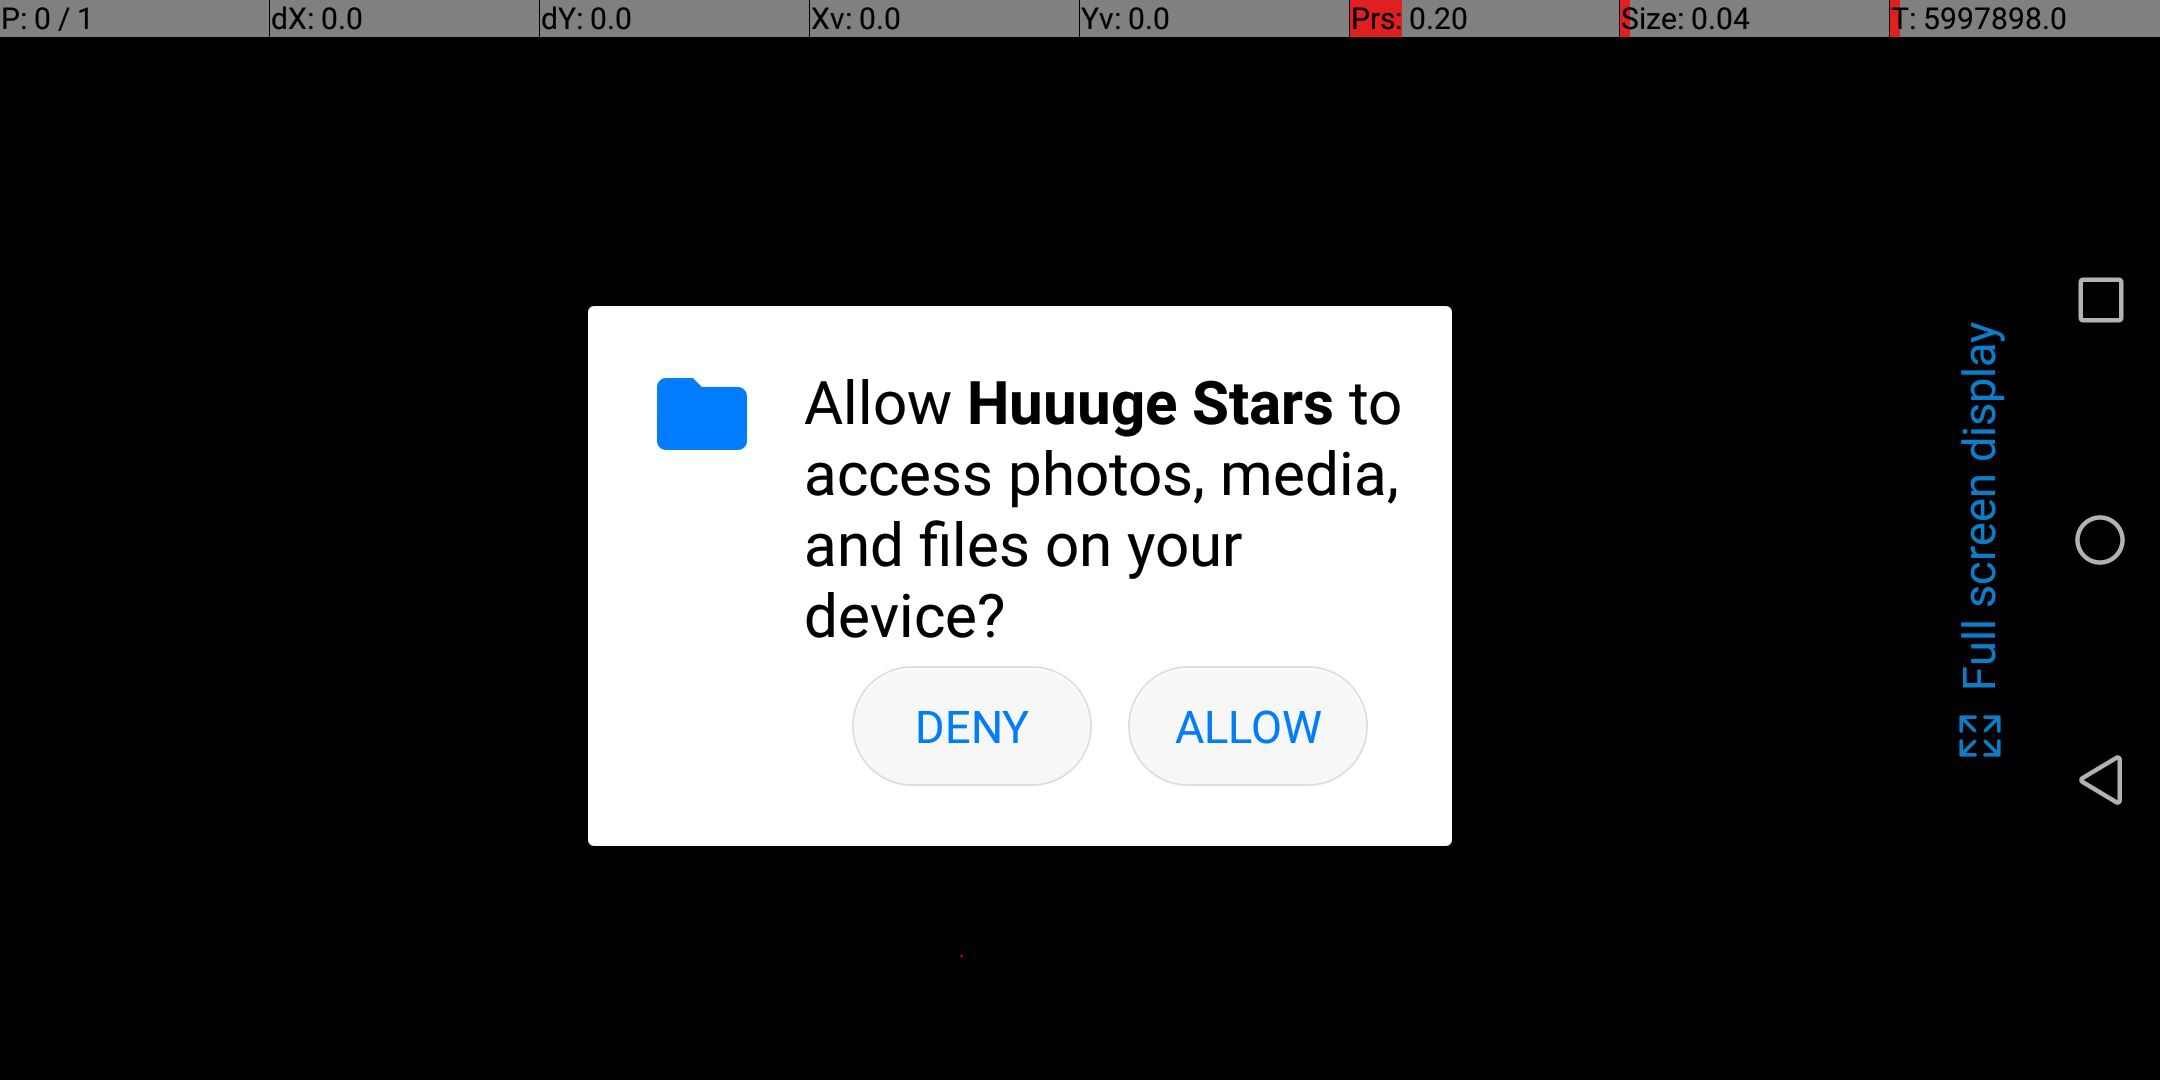 P: 0 / 1 dX: 0.0 dY: 0.0 Xv: 0.0 Yv: 0.0 Prs: 0.20 Size: 0.04 T: 5997898.0
Allow Huuuge Stars to
access photos, media,
and files on your
device?
DENY ALLOW
Full screen display